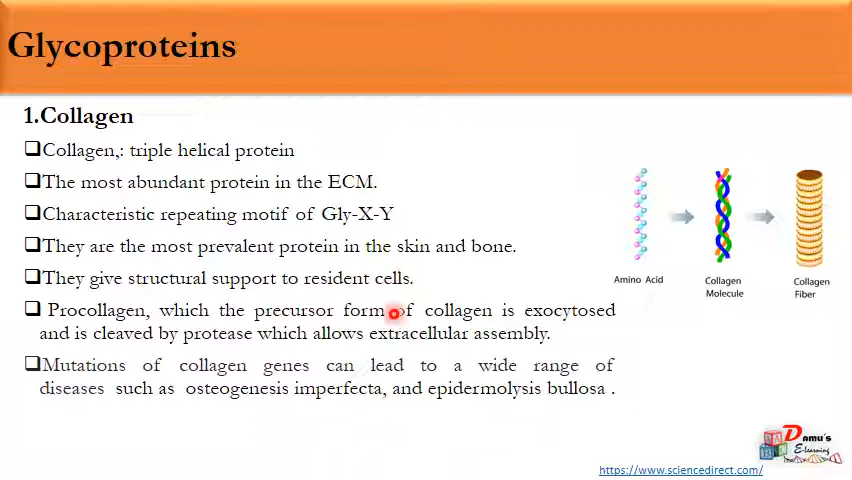 Glycoproteins
1.Collagen
❑Collagen,: triple helical protein
❑The most abundant protein in the ECM.
❑Characteristic repeating motif of Gly-X-Y
❑They are the most prevalent protein in the skin and bone.
❑They give structural support to resident cells.
❑ Procollagen, which the precursor form of collagen is exocytosed
and is cleaved by protease which allows extracellular assembly.
❑Mutations of collagen genes can lead to a wide range of
diseases such as osteogenesis imperfecta, and epidermolysis bullosa .
Amino Acid
Collagen
Molecule
Collagen
Fiber
Damu's
E-learning
https://www.sciencedirect.com/